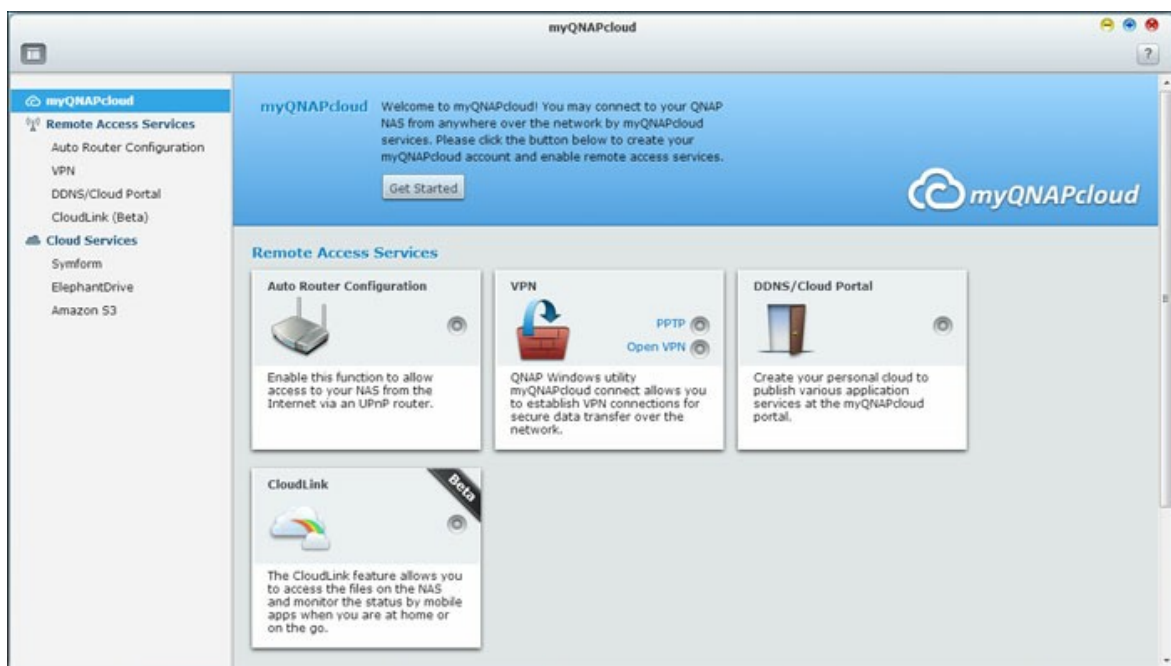 myQNAPcloud
?
myQNAPcloud
Remote Access Services
Auto Router Configuration
VPN
DDNS/Cloud Portal
CloudLink (Beta)
Cloud Services
Symform
ElephantDrive
Amazon S3
myQNAPcloud
Welcome to myQNAPcloud! You may connect to your QNAP
NAS from anywhere over the network by myQNAPcloud
services. Please click the button below to create your
myQNAPcloud account and enable remote access services.
Get Started
myQNAPcloud
Remote Access Services
Auto Router Configuration
Enable this function to allow
access to your NAS from the
Internet via an UPnP router.
VPN
PPTP
Open VPN
QNAP Windows utility
myQNAPcloud connect allows you
to establish VPN connections for
secure data transfer over the
network.
DDNS/Cloud Portal
Create your personal cloud to
publish various application
services at the myQNAPcloud
portal.
CloudLink
Beta
The CloudLink feature allows you
to access the files on the NAS
and monitor the status by mobile
apps when you are at home or
on the go.